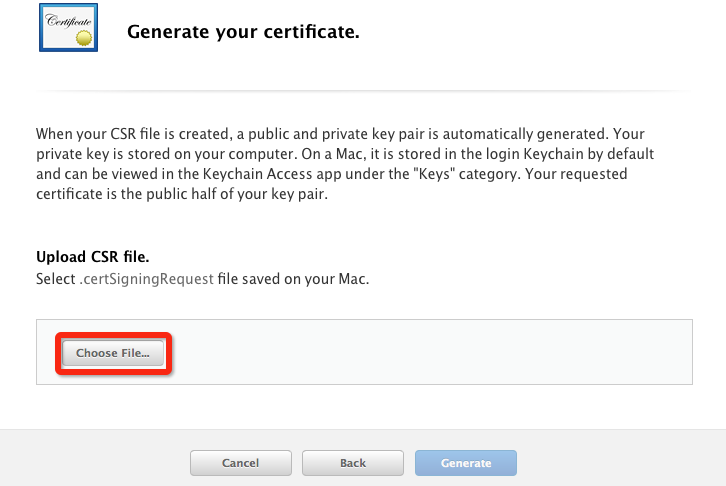 Certificate
Generate your certificate.
When your CSR file is created, a public and private key pair is automatically generated. Your
private key is stored on your computer. On a Mac, it is stored in the login Keychain by default
and can be viewed in the Keychain Access app under the "Keys" category. Your requested
certificate is the public half of your key pair.
Upload CSR file.
Select .certSigningRequest file saved on your Mac.
Choose File...
Cancel
Back
Generate